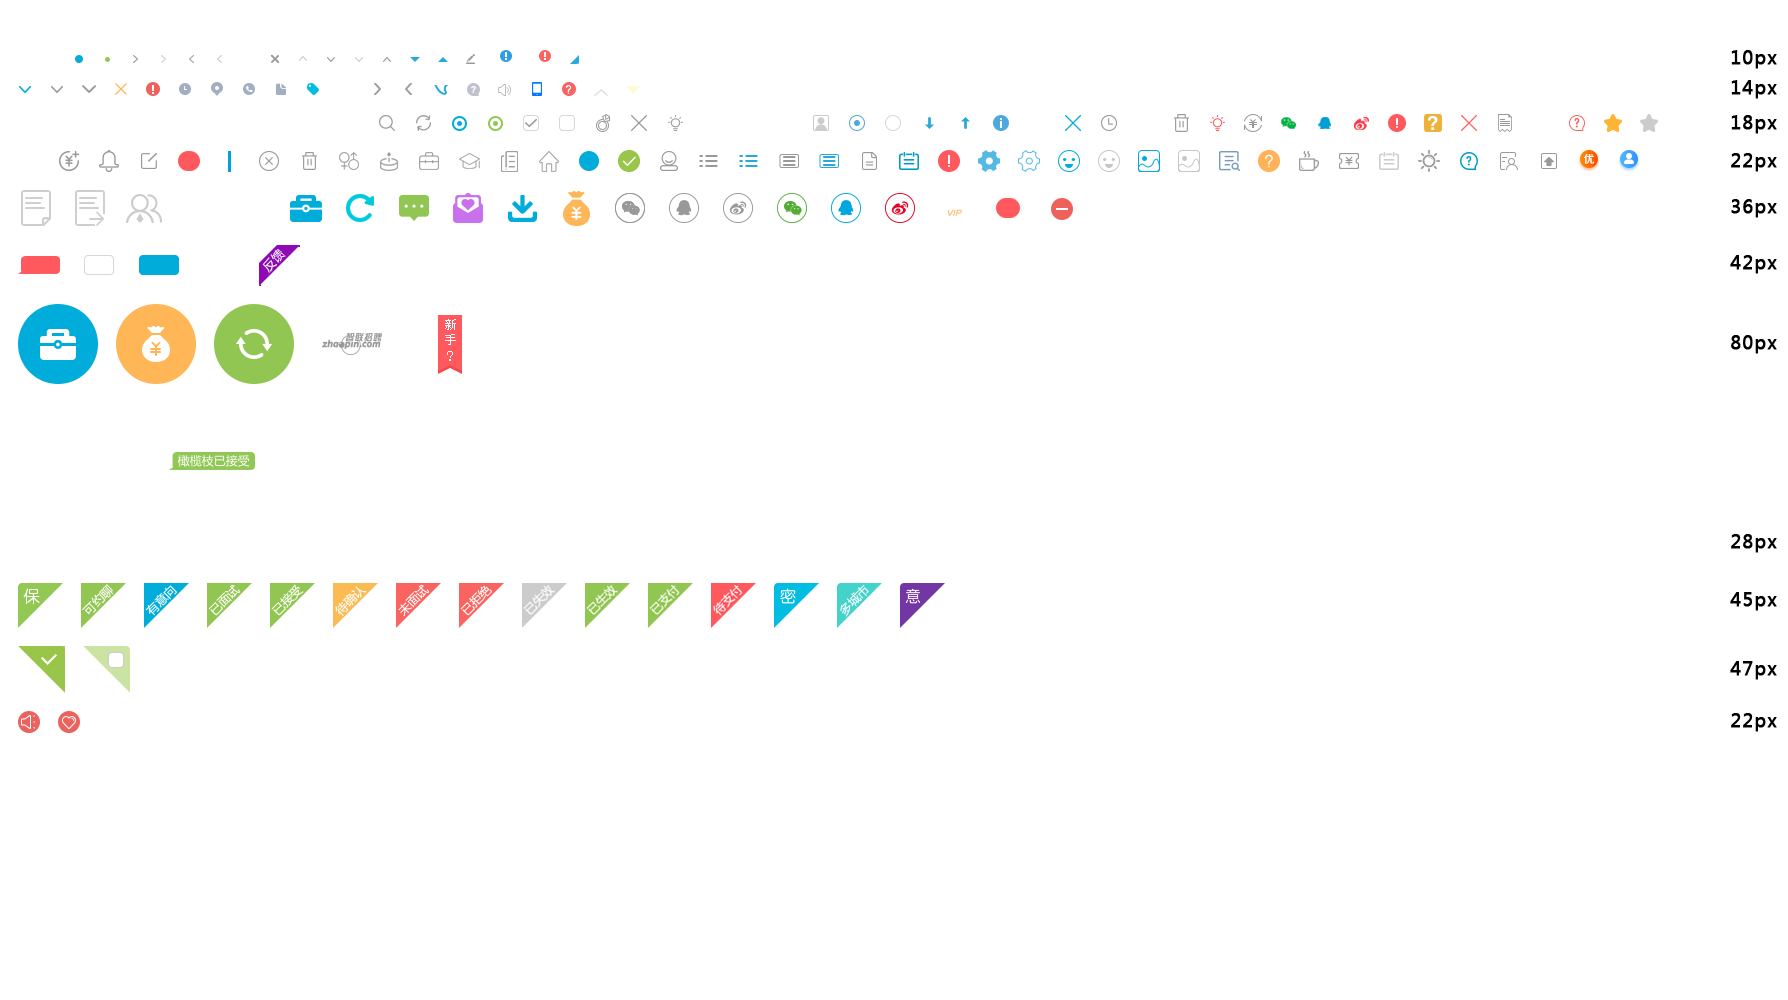 10px
14px
18px
优
22px
VIP
36px
反馈
42px
智联招聘
zhaopin.com
新
手
?
80px
橄榄枝已接受
28px
保 可约聊 有意向 已面试 已接受 待确认 未面试 已拒绝 已失效 已生效 已支付 待支付 密 多城市 意
45px
47px
22px